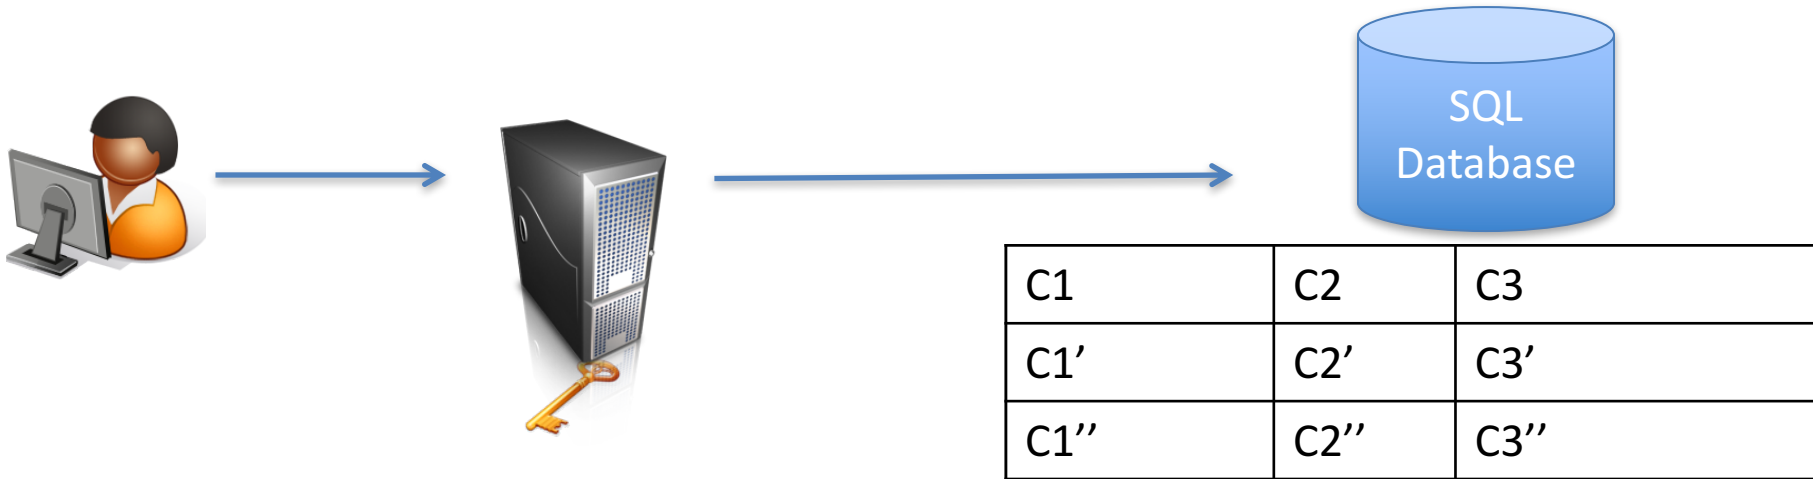 SQL
Database
C1 C2 C3
C1’ C2’ C3’
C1’’ C2’’ C3’’